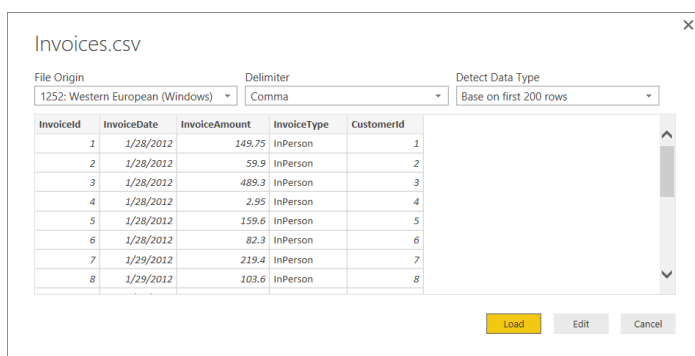 Invoices.csv
File Origin Delimiter Detect Data Type
1252: Western European (Windows) Comma Base on first 200 rows
InvoiceId InvoiceDate InvoiceAmount InvoiceType CustomerId
1 1/28/2012 149.75 InPerson 1
2 1/28/2012 59.9 InPerson 2
3 1/28/2012 489.3 InPerson 3
4 1/28/2012 2.95 InPerson 4
5 1/28/2012 159.6 InPerson 5
6 1/28/2012 82.3 InPerson 6
7 1/29/2012 219.4 InPerson 7
8 1/29/2012 103.6 InPerson 8
Load Edit Cancel